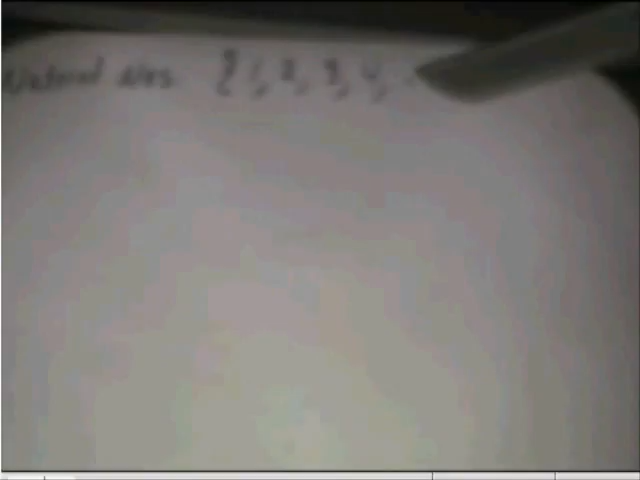 Natural Nos {1, 2, 3, 4, .